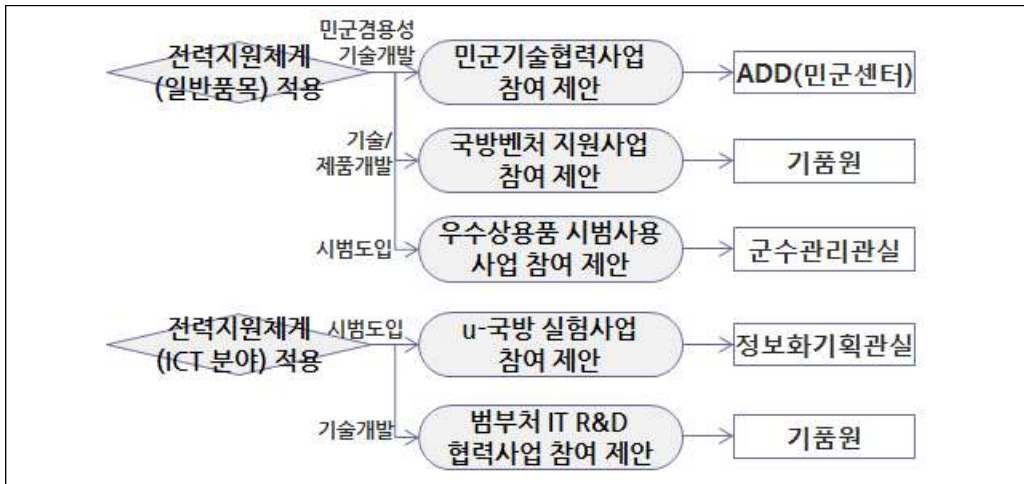 전력지원체계
(일반품목) 적용
민군겸용성
기술개발
민군기술협력사업
참여 제안
ADD(민군센터)
기술/
제품개발
국방벤처 지원사업
참여 제안
기품원
시범도입
우수상용품 시범사용
사업 참여 제안
군수관리관실
전력지원체계
(ICT 분야) 적용
시범도입
u-국방 실험사업
참여 제안
정보화기획관실
기술개발
범부처 IT R&D
협력사업 참여 제안
기품원